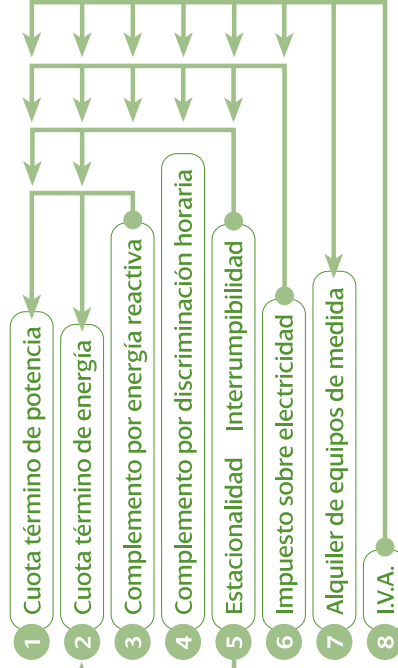 1 Cuota término de potencia
2 Cuota término de energía
3 Complemento por energía reactiva
4 Complemento por discriminación horaria
5 Estacionalidad Interrumpibilidad
6 Impuesto sobre electricidad
7 Alquiler de equipos de medida
8 I.V.A.